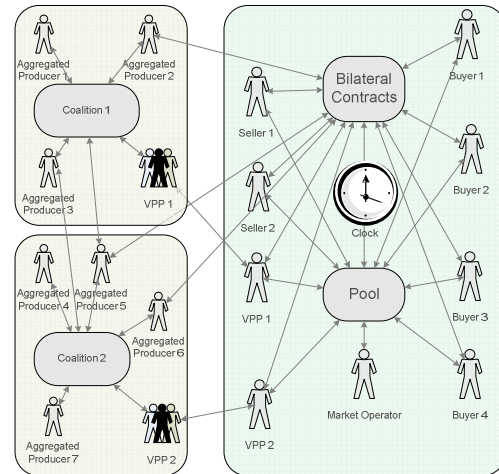 Aggregated
Producer 1
Aggregated
Producer 2
Coalition 1
Aggregated
Producer 3
VPP 1
Aggregated
Producer 4
Aggregated
Producer 5
Aggregated
Producer 6
Coalition 2
Aggregated
Producer 7
VPP 2
Bilateral
Contracts
Seller 1
Buyer 1
Buyer 2
Seller 2
Clock
VPP 1
Pool
Buyer 3
VPP 2
Market Operator
Buyer 4